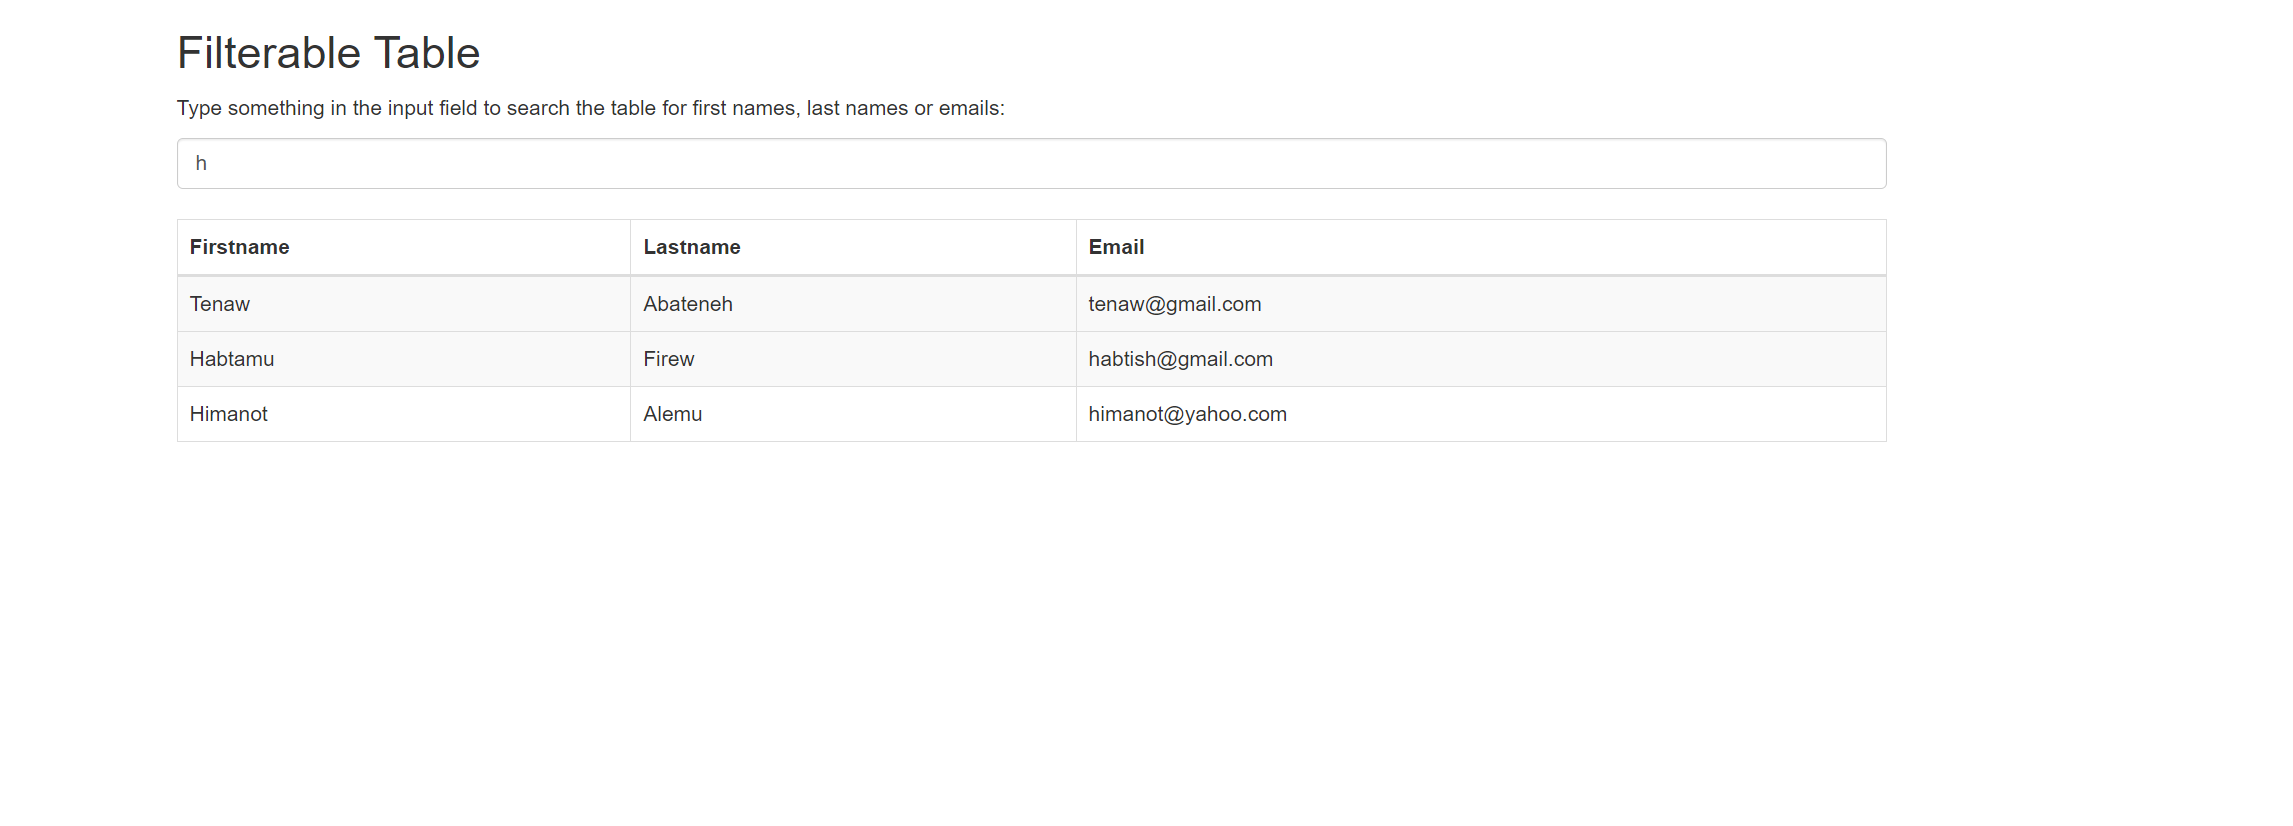 Filterable Table
Type something in the input field to search the table for first names, last names or emails:
h
Firstname Lastname Email
Tenaw Abateneh tenaw@gmail.com
Habtamu Firew habtish@gmail.com
Himanot Alemu himanot@yahoo.com